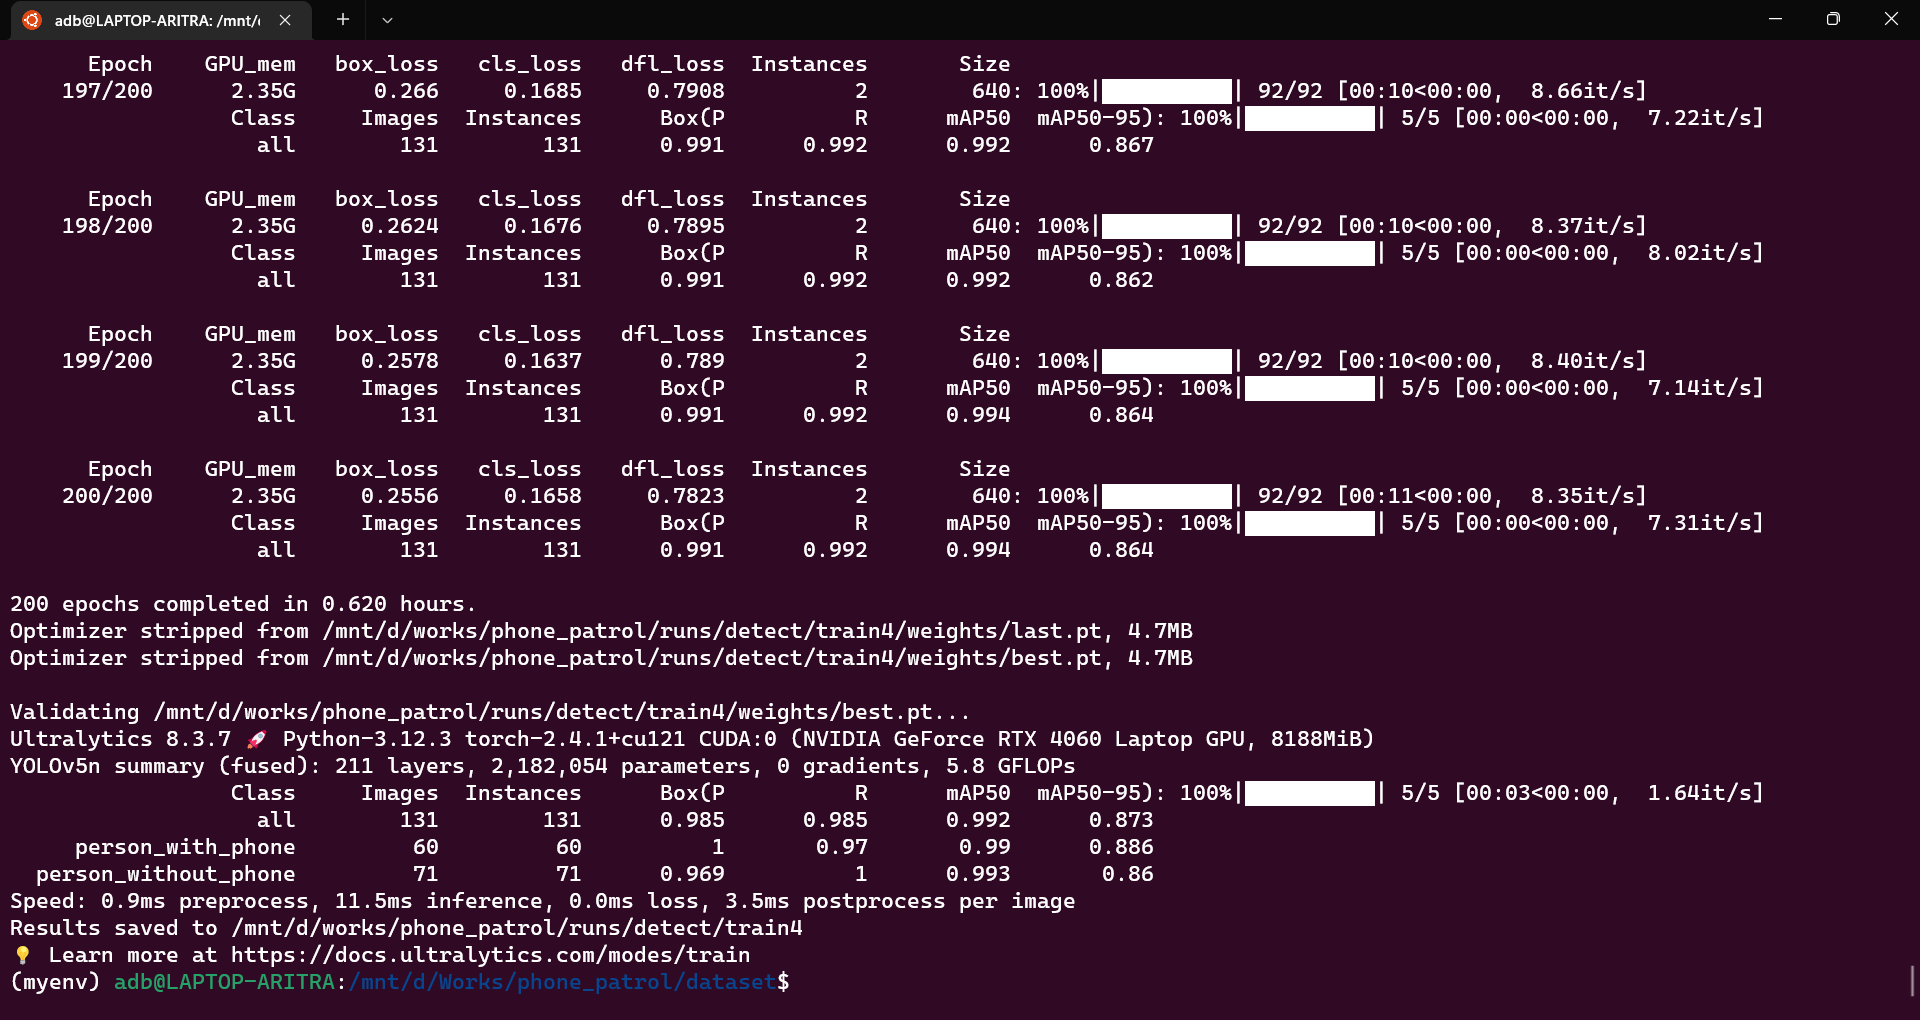 adb@LAPTOP-ARITRA: /mnt/
Epoch GPU_mem box_loss cls_loss dfl_loss Instances Size
197/200 2.35G 0.266 0.1685 0.7908 2 640: 100%|██████████| 92/92 [00:10<00:00, 8.66it/s]
Class Images Instances Box(P R mAP50 mAP50-95): 100%|██████████| 5/5 [00:00<00:00, 7.22it/s]
all 131 131 0.991 0.992 0.992 0.867
Epoch GPU_mem box_loss cls_loss dfl_loss Instances Size
198/200 2.35G 0.2624 0.1676 0.7895 2 640: 100%|██████████| 92/92 [00:10<00:00, 8.37it/s]
Class Images Instances Box(P R mAP50 mAP50-95): 100%|██████████| 5/5 [00:00<00:00, 8.02it/s]
all 131 131 0.991 0.992 0.992 0.862
Epoch GPU_mem box_loss cls_loss dfl_loss Instances Size
199/200 2.35G 0.2578 0.1637 0.789 2 640: 100%|██████████| 92/92 [00:10<00:00, 8.40it/s]
Class Images Instances Box(P R mAP50 mAP50-95): 100%|██████████| 5/5 [00:00<00:00, 7.14it/s]
all 131 131 0.991 0.992 0.994 0.864
Epoch GPU_mem box_loss cls_loss dfl_loss Instances Size
200/200 2.35G 0.2556 0.1658 0.7823 2 640: 100%|██████████| 92/92 [00:11<00:00, 8.35it/s]
Class Images Instances Box(P R mAP50 mAP50-95): 100%|██████████| 5/5 [00:00<00:00, 7.31it/s]
all 131 131 0.991 0.992 0.994 0.864
200 epochs completed in 0.620 hours.
Optimizer stripped from /mnt/d/works/phone_patrol/runs/detect/train4/weights/last.pt, 4.7MB
Optimizer stripped from /mnt/d/works/phone_patrol/runs/detect/train4/weights/best.pt, 4.7MB
Validating /mnt/d/works/phone_patrol/runs/detect/train4/weights/best.pt...
Ultralytics 8.3.7 🚀 Python-3.12.3 torch-2.4.1+cu121 CUDA:0 (NVIDIA GeForce RTX 4060 Laptop GPU, 8188MiB)
YOLOv5n summary (fused): 211 layers, 2,182,054 parameters, 0 gradients, 5.8 GFLOPs
Class Images Instances Box(P R mAP50 mAP50-95): 100%|██████████| 5/5 [00:03<00:00, 1.64it/s]
all 131 131 0.985 0.985 0.992 0.873
person_with_phone 60 60 1 0.97 0.99 0.886
person_without_phone 71 71 0.969 1 0.993 0.86
Speed: 0.9ms preprocess, 11.5ms inference, 0.0ms loss, 3.5ms postprocess per image
Results saved to /mnt/d/works/phone_patrol/runs/detect/train4
💡 Learn more at https://docs.ultralytics.com/modes/train
(myenv) adb@LAPTOP-ARITRA:/mnt/d/Works/phone_patrol/dataset$